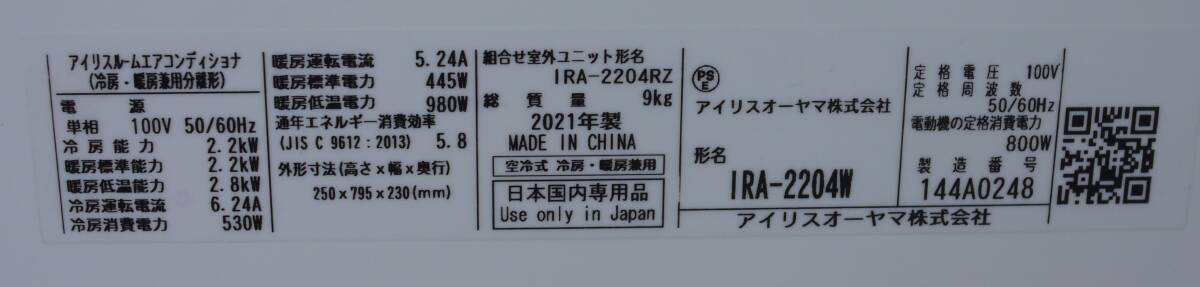 アイリスルームエアコンディショナ
(冷房・暖房兼用分離形)
電 源
単相 100V 50/60Hz
冷房能力 2.2kW
暖房標準能力 2.2kW
暖房低温能力 2.8kW
冷房運転電流 6.24A
冷房消費電力 530W
暖房運転電流 5.24A
暖房標準電力 445W
暖房低温電力 980W
通年エネルギー消費効率
(JIS C 9612:2013) 5.8
外形寸法(高さx幅x奥行)
250x795x230(mm)
組合せ室外ユニット形名
IRA-2204RZ
総質量 9kg
2021年製
MADE IN CHINA
空冷式 冷房・暖房兼用
日本国内専用品
Use only in Japan
PS
E
アイリスオーヤマ株式会社
形名
IRA-2204W
定格電圧 100V
定格周波数
50/60Hz
電動機の定格消費電力
800W
製造番号
144A0248
アイリスオーヤマ株式会社